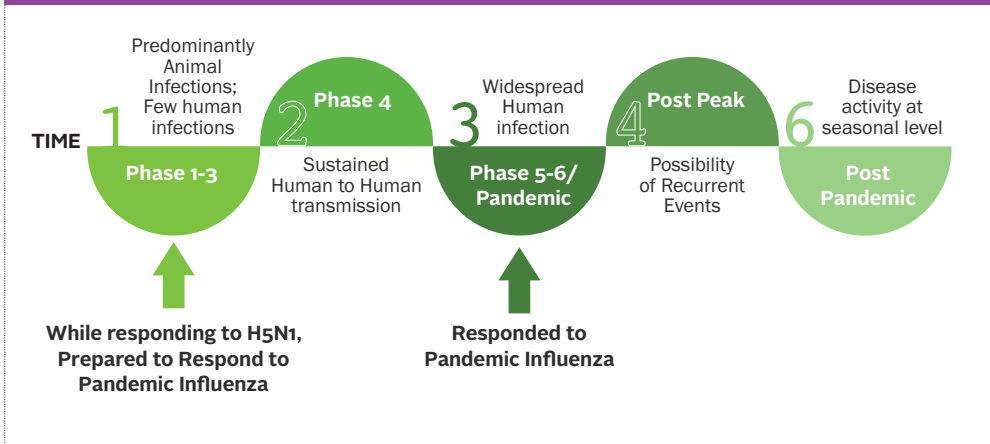 TIME
1
Predominantly
Animal
Infections;
Few human
infections
Phase 1-3
2
Phase 4
Sustained
Human to Human
transmission
3
Widespread
Human
infection
Phase 5-6/
Pandemic
4
Post Peak
Possibility
of Recurrent
Events
6
Disease
activity at
seasonal level
Post
Pandemic
While responding to H5N1,
Prepared to Respond to
Pandemic Influenza
Responded to
Pandemic Influenza